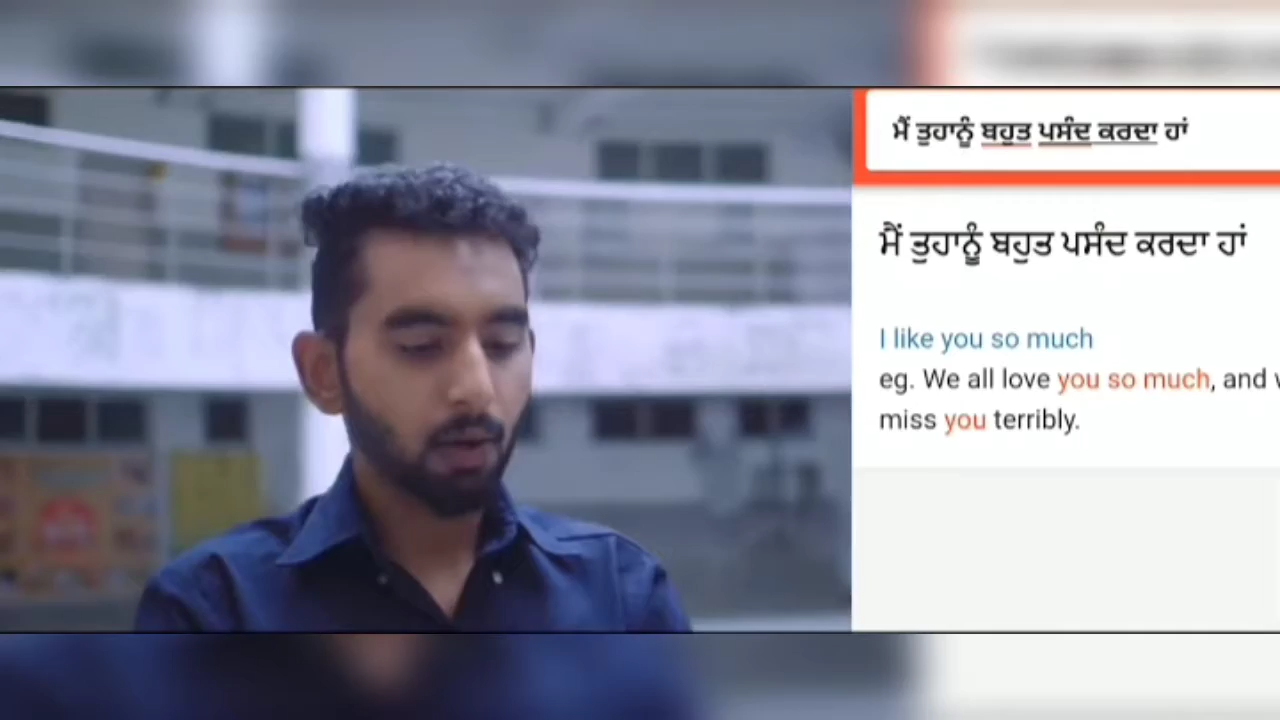 ਮੈਂ ਤੁਹਾਨੂੰ ਬਹੁਤ ਪਸੰਦ ਕਰਦਾ ਹਾਂ
ਮੈਂ ਤੁਹਾਨੂੰ ਬਹੁਤ ਪਸੰਦ ਕਰਦਾ ਹਾਂ
I like you so much
eg. We all love you so much, and
miss you terribly.